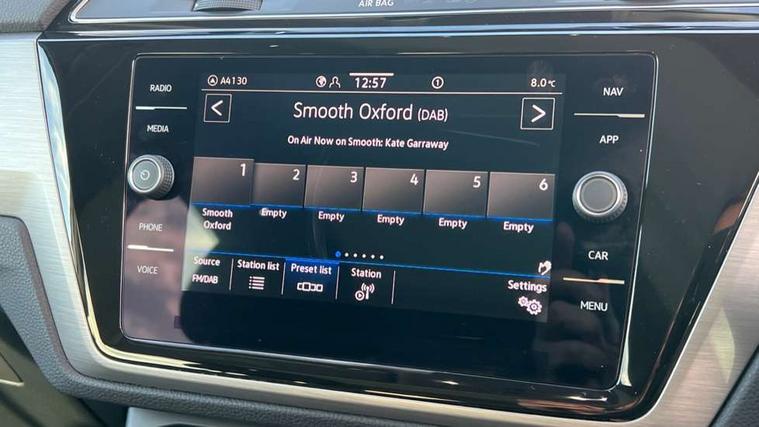 AIR BAG
RADIO
MEDIA
PHONE
VOICE
A4130
12:57
1
8.0°C
Smooth Oxford (DAB)
On Air Now on Smooth: Kate Garraway
1 2 3 4 5 6
Smooth Oxford
Empty Empty Empty Empty Empty
Source FM/DAB
Station list
Preset list
Station
Settings
NAV
APP
CAR
MENU